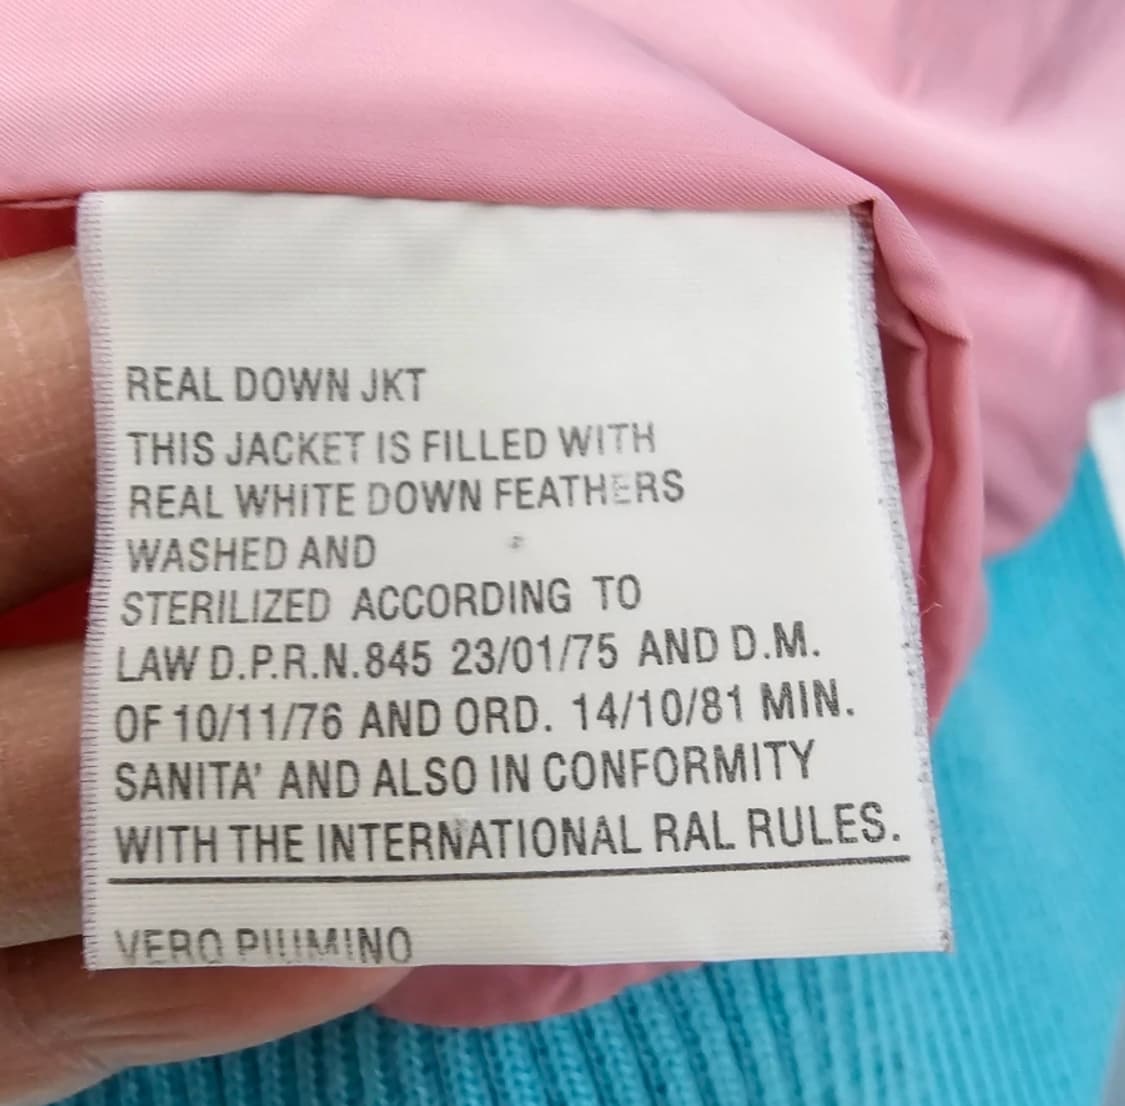 REAL DOWN JKT
THIS JACKET IS FILLED WITH
REAL WHITE DOWN FEATHERS
WASHED AND
STERILIZED ACCORDING TO
LAW D.P.R.N.845 23/01/75 AND D.M.
OF 10/11/76 AND ORD. 14/10/81 MIN.
SANITA' AND ALSO IN CONFORMITY
WITH THE INTERNATIONAL RAL RULES.
VERO PIUMINO